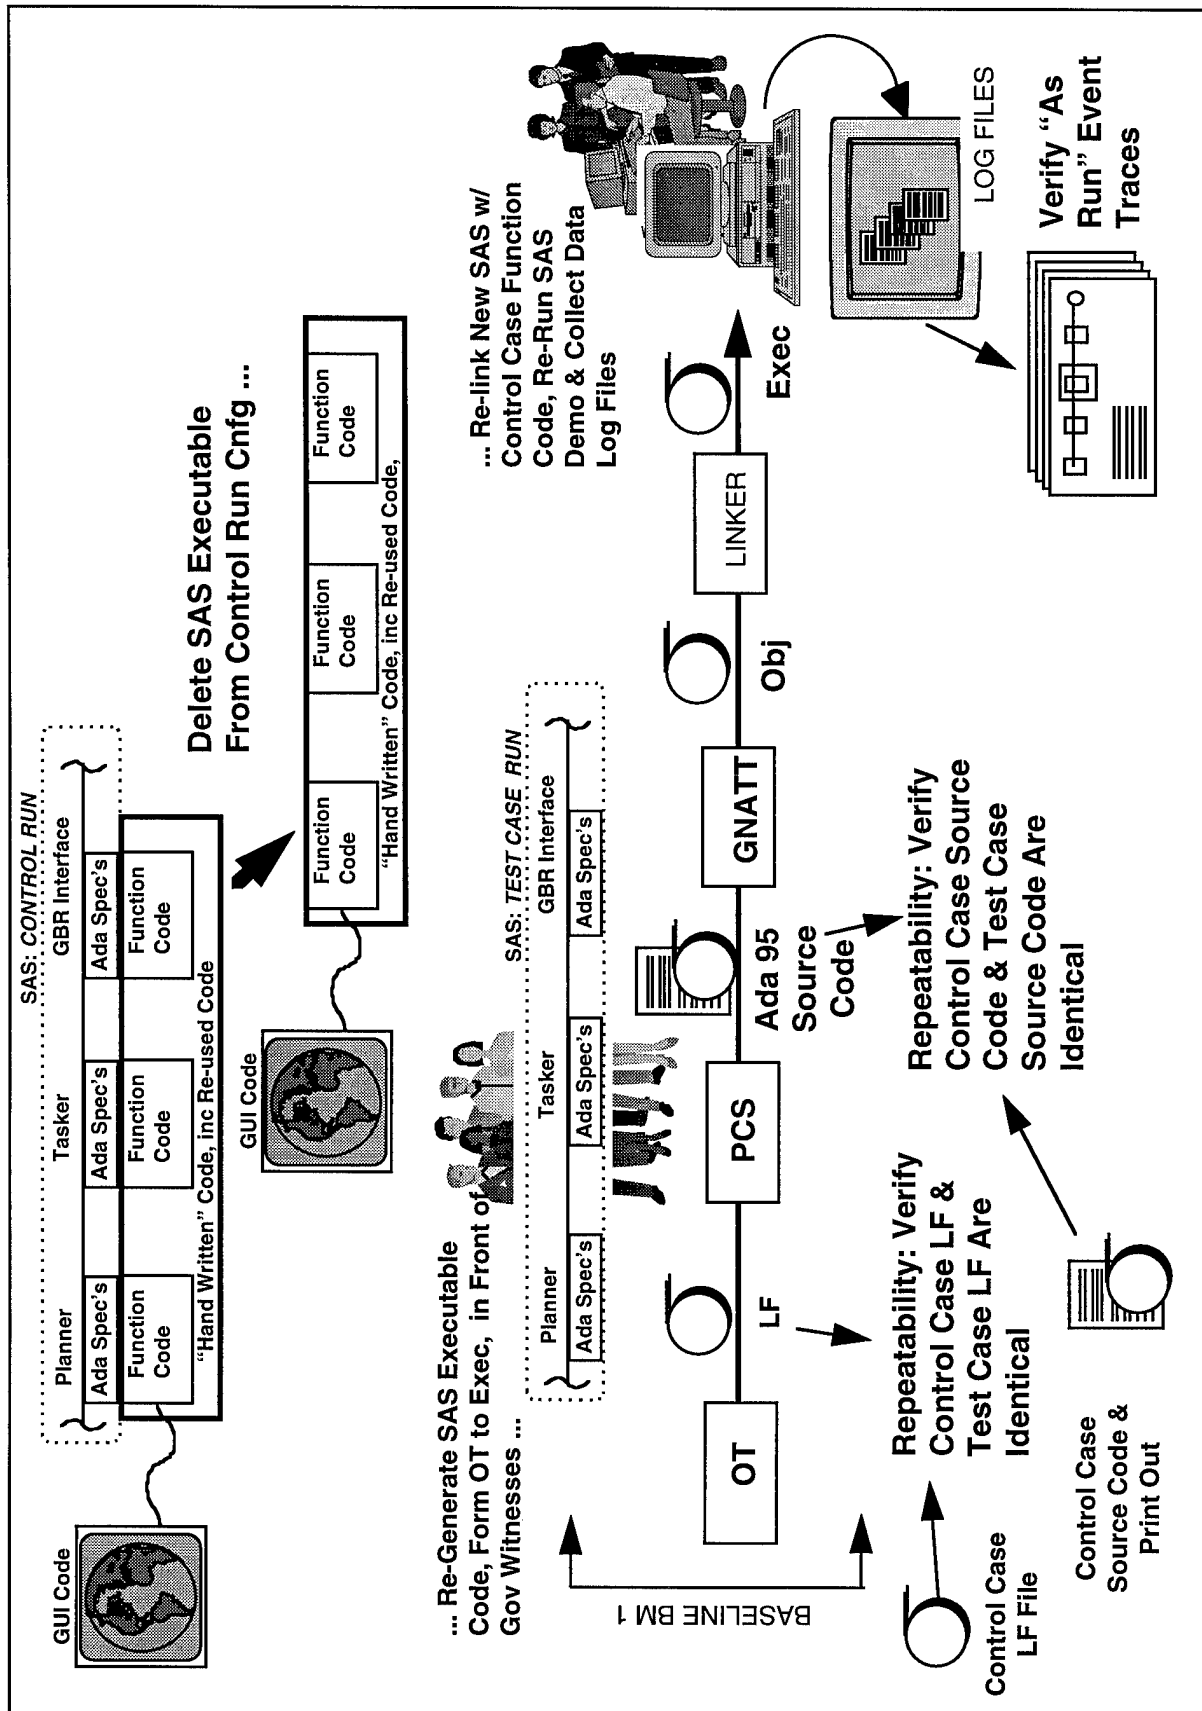 SAS: CONTROL RUN
Planner
Tasker
GBR Interface
Ada Spec's
Ada Spec's
Ada Spec's
GUI Code
Function
Code
Function
Code
Function
Code
"Hand Written" Code, inc Re-used Code
Delete SAS Executable
From Control Run Cnfg ...
GUI Code
Function
Code
Function
Code
Function
Code
"Hand Written" Code, inc Re-used Code,
... Re-Generate SAS Executable
Code, Form OT to Exec, in Front of
Gov Witnesses ...
SAS: TEST CASE RUN
Planner
Tasker
GBR Interface
Ada Spec's
Ada Spec's
Ada Spec's
... Re-link New SAS w/
Control Case Function
Code, Re-Run SAS
Demo & Collect Data
Log Files
BASELINE BM 1
OT
LF
PCS
Ada 95
Source
Code
GNATT
Obj
LINKER
Exec
LOG FILES
Verify "As
Run" Event
Traces
Control Case
LF File
Repeatability: Verify
Control Case LF &
Test Case LF Are
Identical
Control Case
Source Code &
Print Out
Repeatability: Verify
Control Case Source
Code & Test Case
Source Code Are
Identical